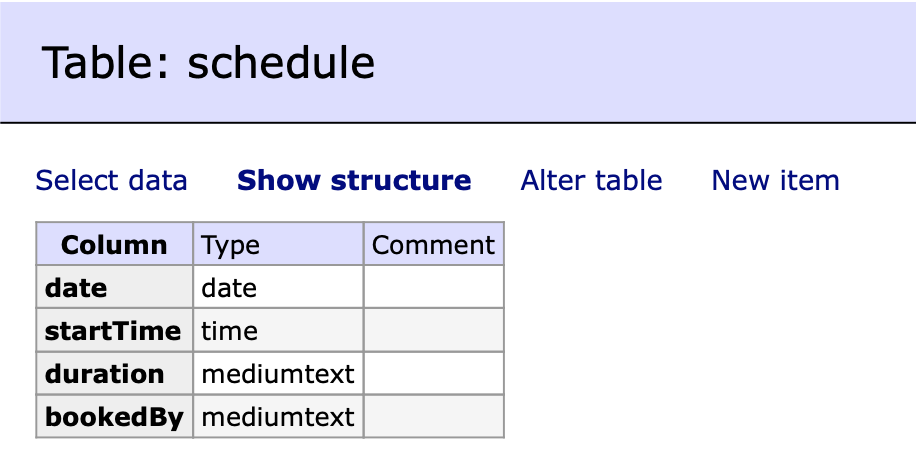 Table: schedule
Select data Show structure Alter table New item
Column Type Comment
date date
startTime time
duration mediumtext
bookedBy mediumtext